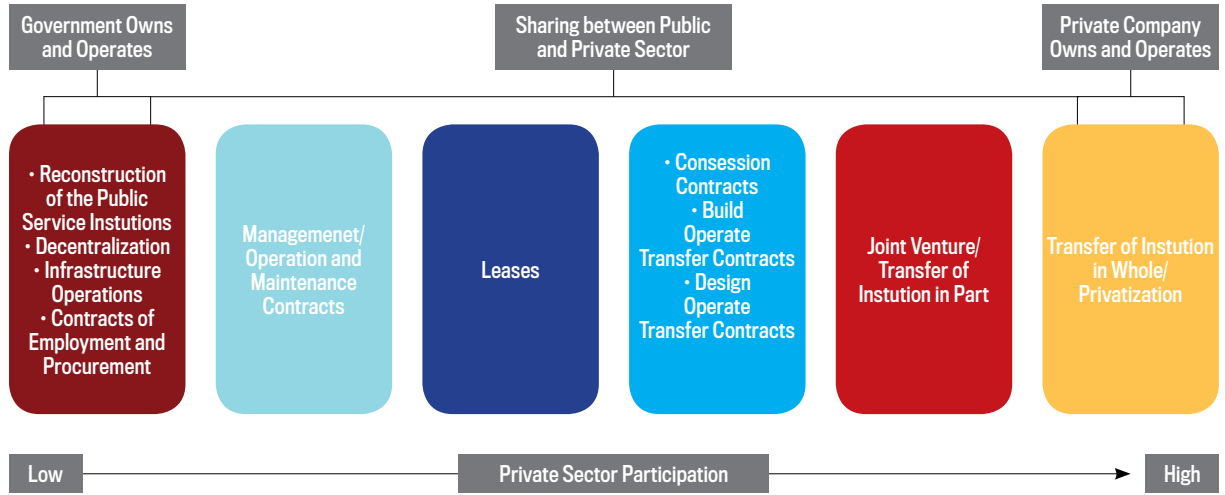 Government Owns
and Operates
Sharing between Public
and Private Sector
Private Company
Owns and Operates
• Reconstruction
of the Public
Service Instutions
• Decentralization
• Infrastructure
Operations
• Contracts of
Employment and
Procurement
Managemenet/
Operation and
Maintenance
Contracts
Leases
• Consession
Contracts
• Build
Operate
Transfer Contracts
• Design
Operate
Transfer Contracts
Joint Venture/
Transfer of
Instution in Part
Transfer of Instution
in Whole/
Privatization
Low
Private Sector Participation
High